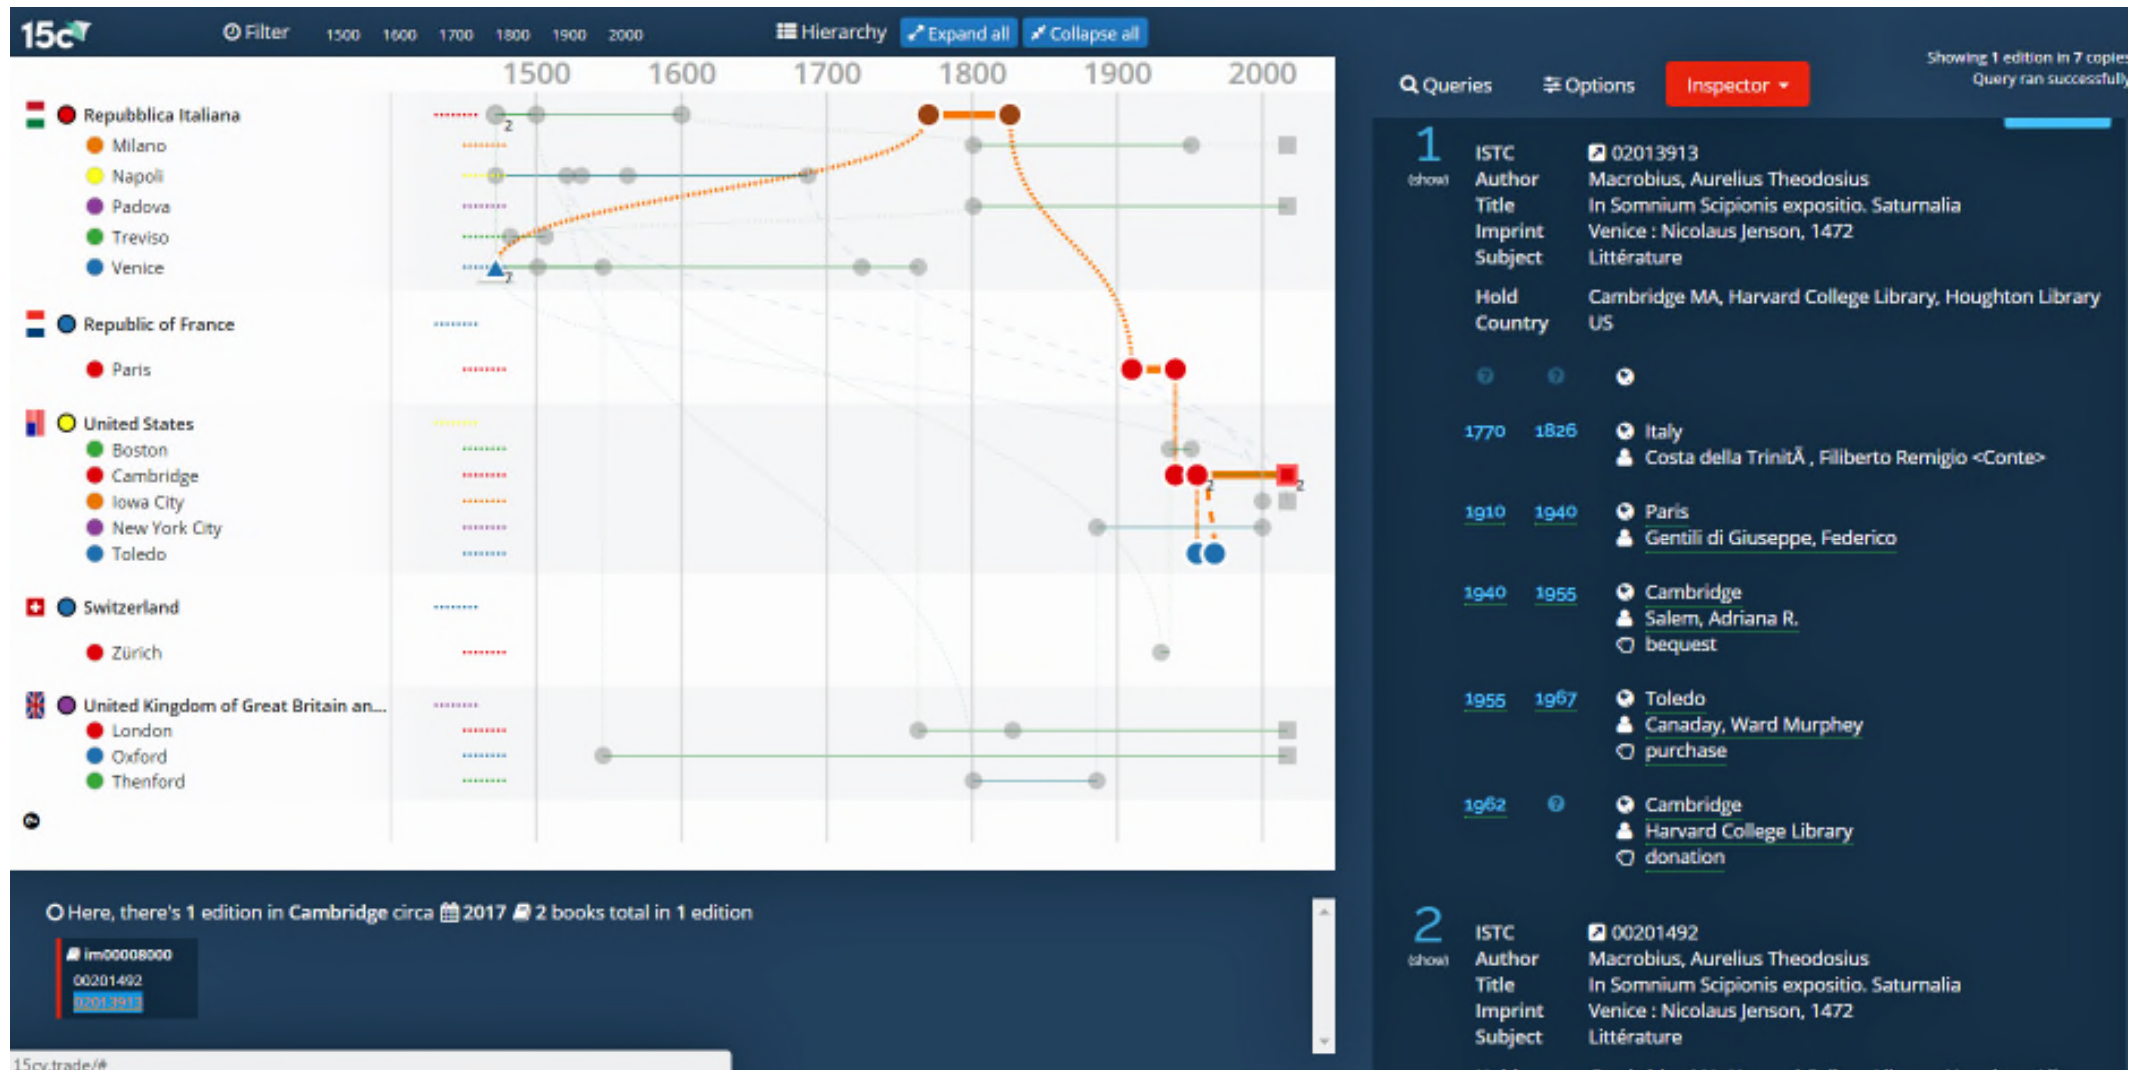 15c
Filter 1500 1600 1700 1800 1900 2000
Hierarchy Expand all Collapse all
1500 1600 1700 1800 1900 2000
Repubblica Italiana
2
Milano
Napoli
Padova
Treviso
Venice
7
Republic of France
Paris
United States
Boston
Cambridge
2
2
Iowa City
New York City
Toledo
Switzerland
Zürich
United Kingdom of Great Britain an...
London
Oxford
Thenford
Here, there's 1 edition in Cambridge circa 2017 2 books total in 1 edition
im00008000
00201492
02013913
15cv.trade/#
Showing 1 edition in 7 copies
Query ran successfully
Queries Options Inspector
1
(show)
ISTC 02013913
Author Macrobius, Aurelius Theodosius
Title In Somnium Scipionis expositio. Saturnalia
Imprint Venice : Nicolaus Jenson, 1472
Subject Littérature
Hold Cambridge MA, Harvard College Library, Houghton Library
Country US
? ?
1770 1826 Italy
Costa della TrinitÃ , Filiberto Remigio <Conte>
1910 1940 Paris
Gentili di Giuseppe, Federico
1940 1955 Cambridge
Salem, Adriana R.
bequest
1955 1967 Toledo
Canaday, Ward Murphey
purchase
1962 ? Cambridge
Harvard College Library
donation
2
(show)
ISTC 00201492
Author Macrobius, Aurelius Theodosius
Title In Somnium Scipionis expositio. Saturnalia
Imprint Venice : Nicolaus Jenson, 1472
Subject Littérature